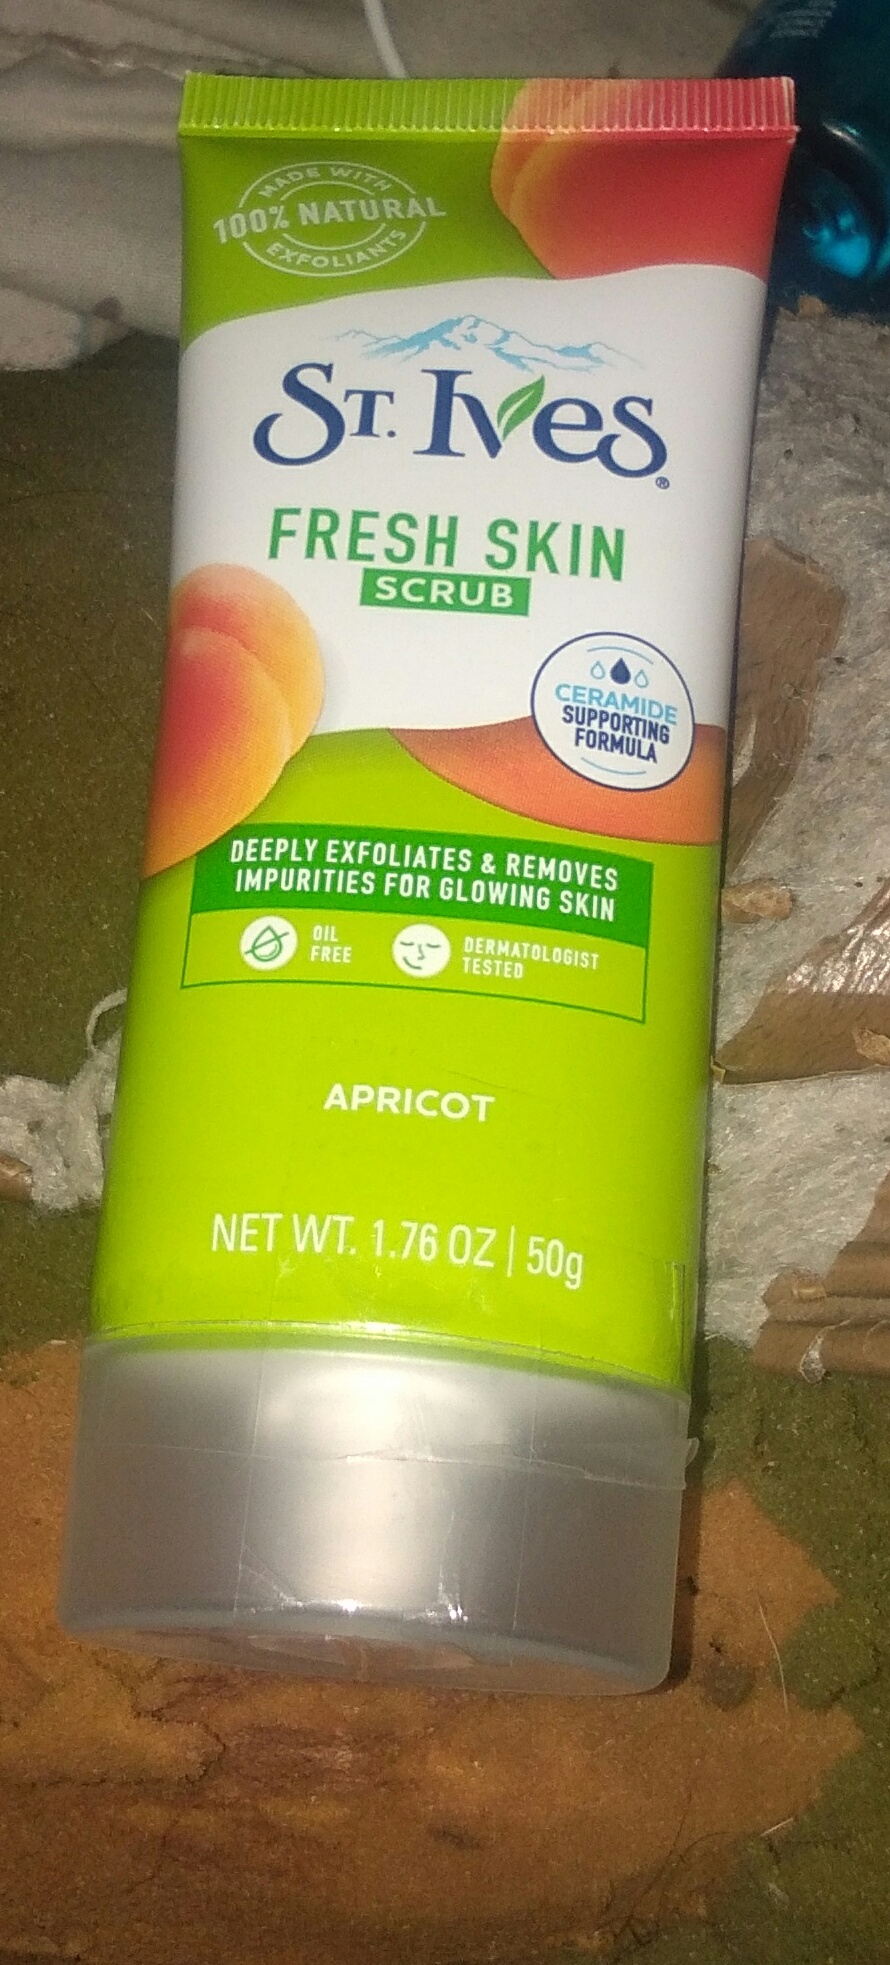 MADE WITH
100% NATURAL
EXFOLIANTS
ST. IVES®
FRESH SKIN
SCRUB
CERAMIDE
SUPPORTING
FORMULA
DEEPLY EXFOLIATES & REMOVES
IMPURITIES FOR GLOWING SKIN
OIL
FREE
DERMATOLOGIST
TESTED
APRICOT
NET WT. 1.76 OZ | 50g